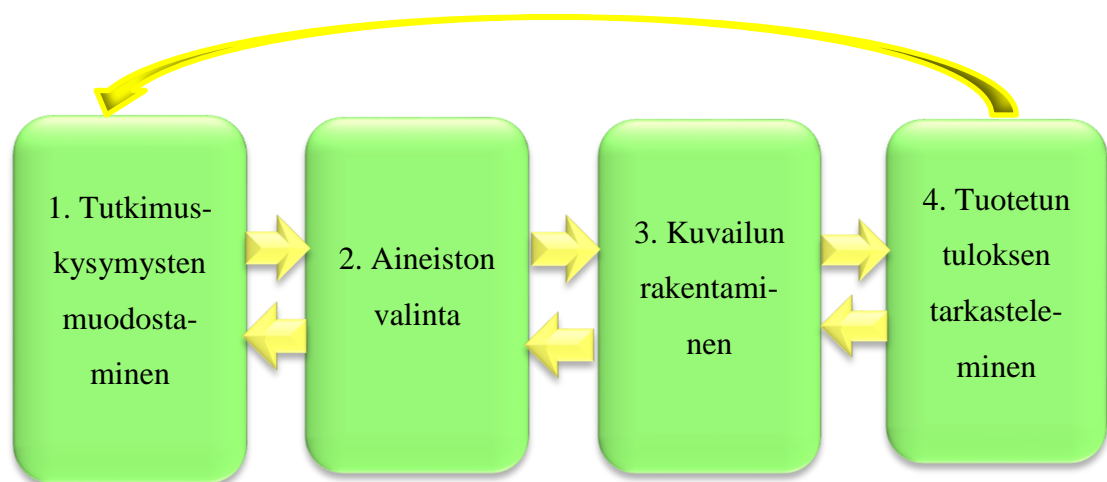 1. Tutkimus-
kysymysten
muodosta-
minen
2. Aineiston
valinta
3. Kuvailun
rakentami-
nen
4. Tuotetun
tuloksen
tarkastele-
minen